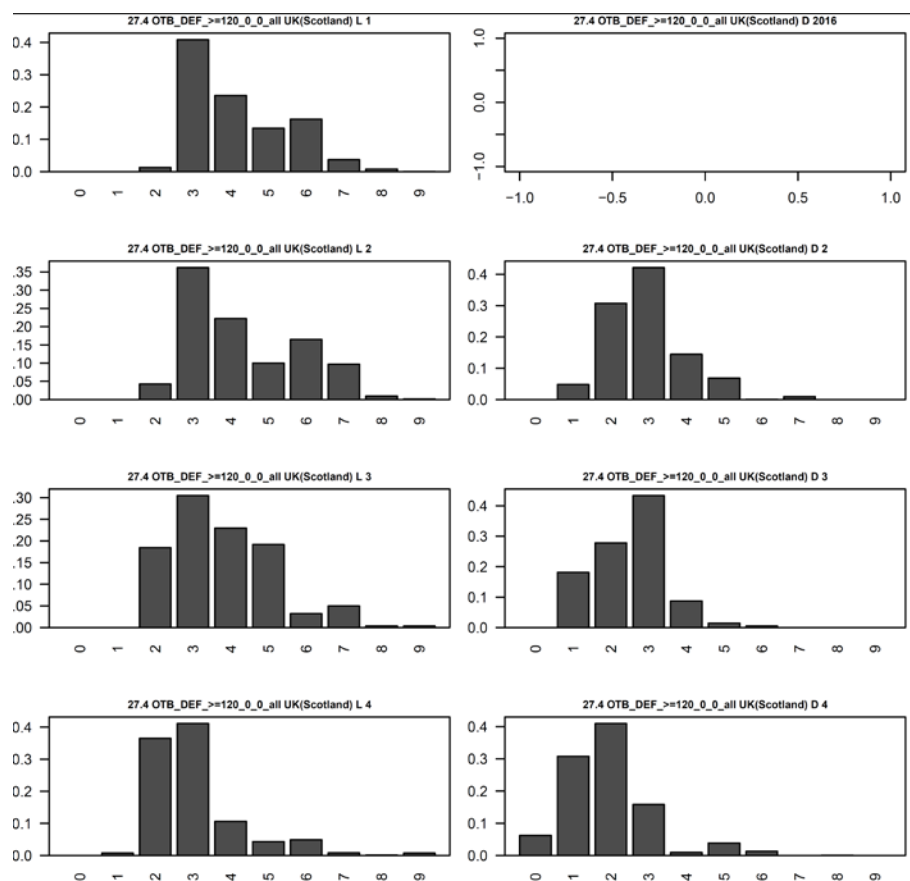 27.4 OTB_DEF_>=120_0_0_all UK(Scotland) L 1
0.4
0.3
0.2
0.1
0.0
0 1 2 3 4 5 6 7 8 9
27.4 OTB_DEF_>=120_0_0_all UK(Scotland) D 2016
1.0
0.0
−1.0
−1.0 −0.5 0.0 0.5 1.0
27.4 OTB_DEF_>=120_0_0_all UK(Scotland) L 2
.35
.30
.25
.20
.15
.10
.05
.00
0 1 2 3 4 5 6 7 8 9
27.4 OTB_DEF_>=120_0_0_all UK(Scotland) D 2
0.4
0.3
0.2
0.1
0.0
0 1 2 3 4 5 6 7 8 9
27.4 OTB_DEF_>=120_0_0_all UK(Scotland) L 3
.30
.25
.20
.15
.10
.05
.00
0 1 2 3 4 5 6 7 8 9
27.4 OTB_DEF_>=120_0_0_all UK(Scotland) D 3
0.4
0.3
0.2
0.1
0.0
0 1 2 3 4 5 6 7 8 9
27.4 OTB_DEF_>=120_0_0_all UK(Scotland) L 4
0.4
0.3
0.2
0.1
0.0
0 1 2 3 4 5 6 7 8 9
27.4 OTB_DEF_>=120_0_0_all UK(Scotland) D 4
0.4
0.3
0.2
0.1
0.0
0 1 2 3 4 5 6 7 8 9